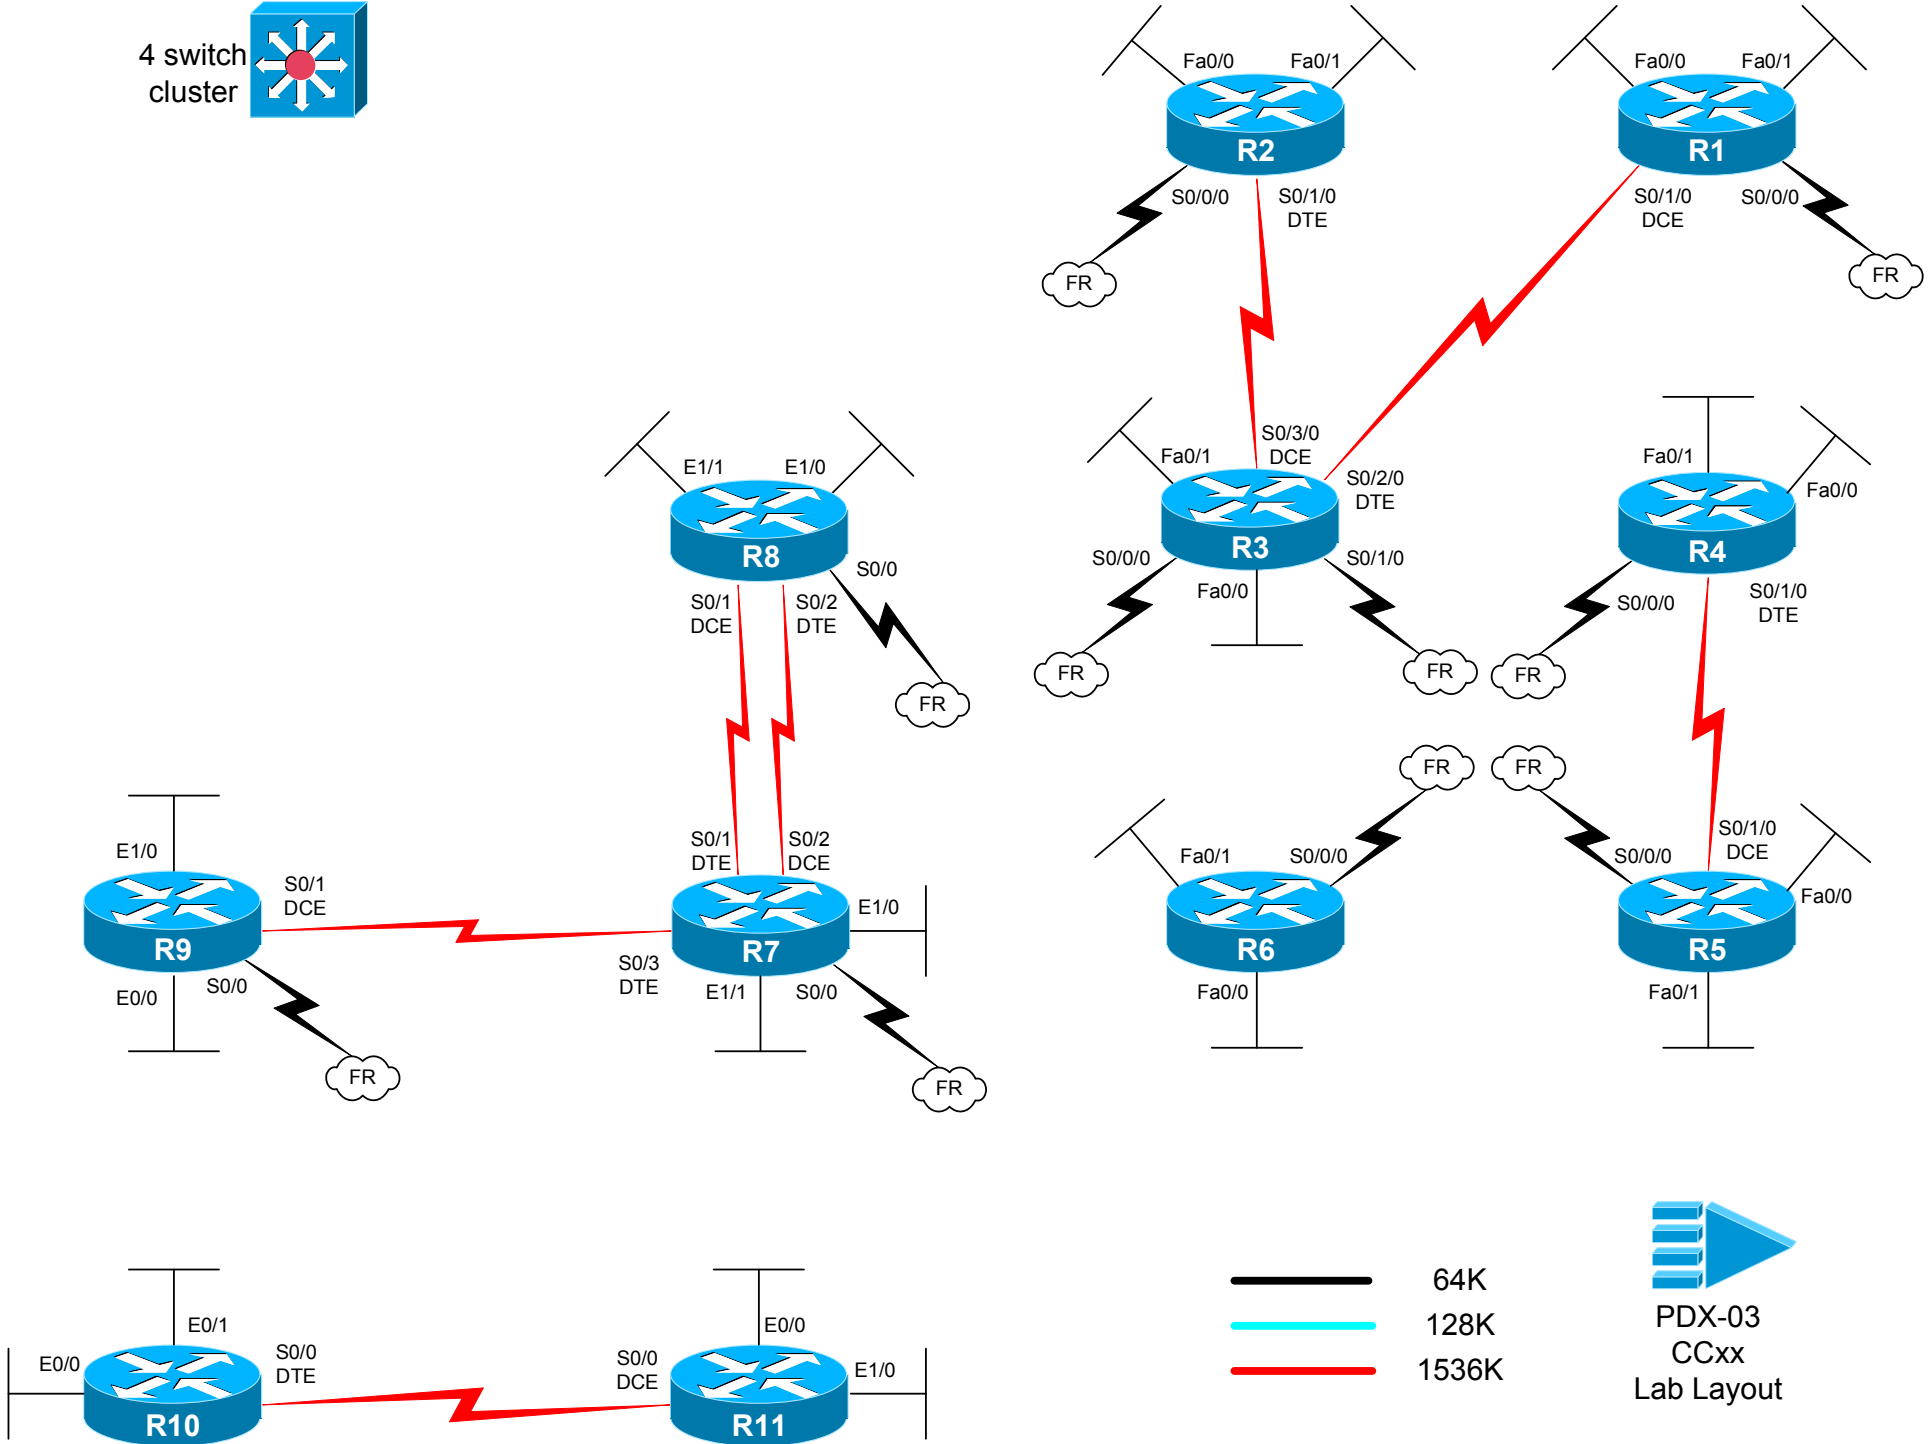 4 switch
cluster
Fa0/0
Fa0/1
R2
S0/0/0
S0/1/0
DTE
FR
Fa0/0
Fa0/1
R1
S0/1/0
DCE
S0/0/0
FR
E1/1
E1/0
R8
S0/0
S0/1
DCE
S0/2
DTE
FR
Fa0/1
S0/3/0
DCE
S0/2/0
DTE
R3
S0/0/0
S0/1/0
Fa0/0
FR
FR
Fa0/1
Fa0/0
R4
S0/0/0
S0/1/0
DTE
FR
E1/0
S0/1
DCE
R9
E0/0
S0/0
FR
S0/1
DTE
S0/2
DCE
E1/0
R7
S0/3
DTE
E1/1
S0/0
FR
FR
Fa0/1
S0/0/0
R6
Fa0/0
FR
S0/0/0
S0/1/0
DCE
Fa0/0
R5
Fa0/1
E0/1
E0/0
S0/0
DTE
R10
E0/0
S0/0
DCE
E1/0
R11
64K
128K
1536K
PDX-03
CCxx
Lab Layout